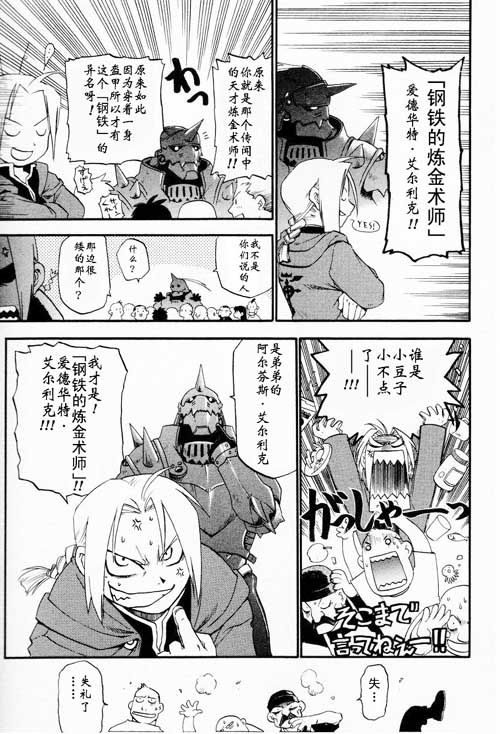 「钢铁的炼金术师」
爱德华特·艾尔利克!!
YES!
原来
你就是那个传闻中
的天才炼金术师!!
わっ
原来如此
因为穿着一身
盔甲所以才有
这个「钢铁」的
异名呀!
我不是
你们说的人
什么?
那边很
矮的那个?
谁是
小豆子
小不点
了——
——!!!
がっしゃーーっ
そこまで
言ってねえー!!
是弟弟的
阿尔芬斯·艾尔利克
我才是!
「钢铁的炼金术师」!!
爱德华特·
艾尔利克!!!
失…
失礼了
……